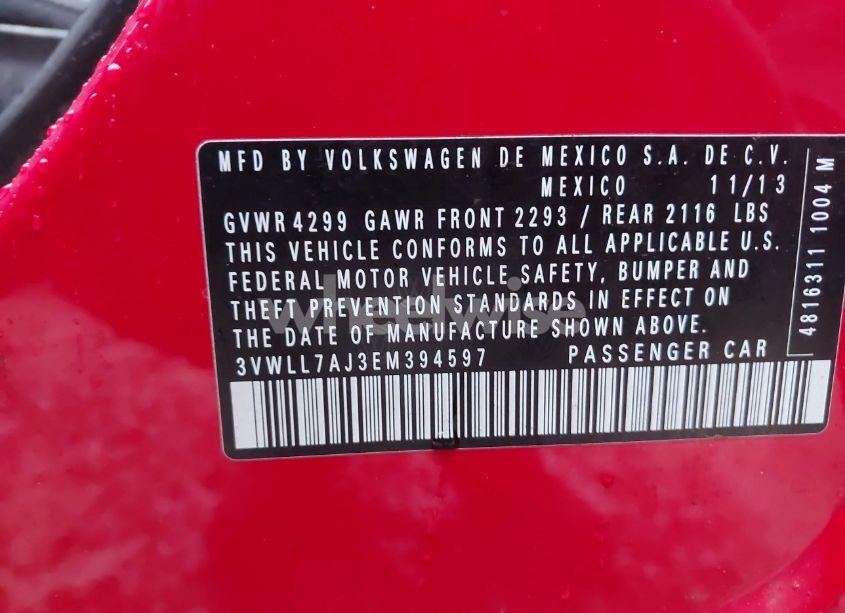 MFD BY VOLKSWAGEN DE MEXICO S.A. DE C.V.
MEXICO 11/13
GVWR 4299 GAWR FRONT 2293 / REAR 2116 LBS
THIS VEHICLE CONFORMS TO ALL APPLICABLE U.S.
FEDERAL MOTOR VEHICLE SAFETY, BUMPER AND
THEFT PREVENTION STANDARDS IN EFFECT ON
THE DATE OF MANUFACTURE SHOWN ABOVE.
3VWLL7AJ3EM394597 PASSENGER CAR
4816311 1004 M
wheelwise